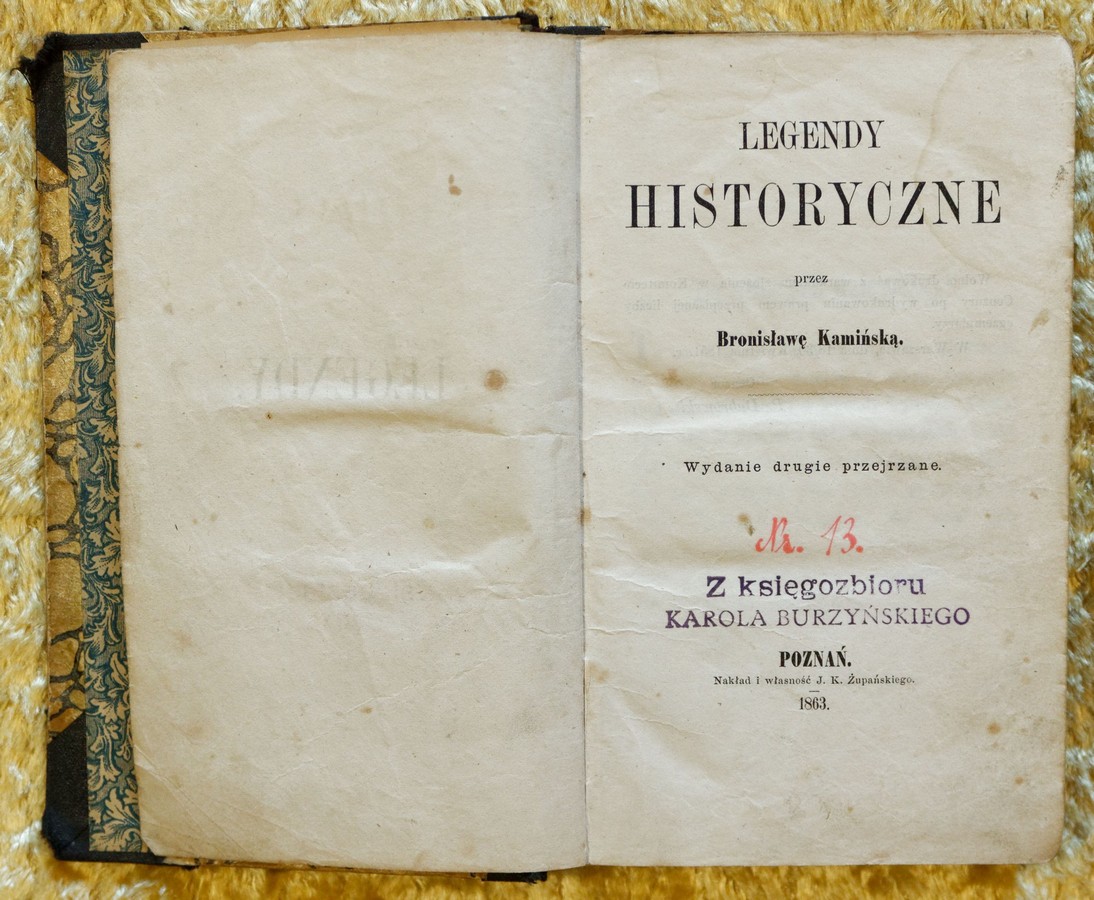 LEGENDY
HISTORYCZNE
przez
Bronisławę Kamińską.
Wydanie drugie przejrzane.
Nr. 13.
Z księgozbioru
KAROLA BURZYŃSKIEGO
POZNAŃ.
Nakład i własność J. K. Żupańskiego.
1863.